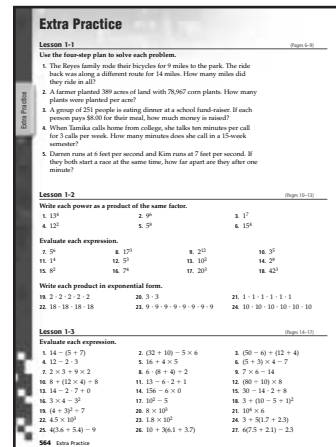 Extra Practice
Lesson 1-1 (Pages 6–9)
Use the four-step plan to solve each problem.
1. The Reyes family rode their bicycles for 9 miles to the park. The ride
back was along a different route for 14 miles. How many miles did
they ride in all?
2. A farmer planted 389 acres of land with 78,967 corn plants. How many
plants were planted per acre?
3. A group of 251 people is eating dinner at a school fund-raiser. If each
person pays $8.00 for their meal, how much money is raised?
4. When Tamika calls home from college, she talks ten minutes per call
for 3 calls per week. How many minutes does she call in a 15-week
semester?
5. Darren runs at 6 feet per second and Kim runs at 7 feet per second. If
they both start a race at the same time, how far apart are they after one
minute?
Extra Practice
Lesson 1-2 (Pages 10–13)
Write each power as a product of the same factor.
1. 13⁴ 2. 9⁶ 3. 1⁷
4. 12² 5. 5⁸ 6. 15⁴
Evaluate each expression.
7. 5⁶ 8. 17³ 9. 2¹² 10. 3⁵
11. 1⁴ 12. 5³ 13. 10² 14. 2⁸
15. 8² 16. 7⁴ 17. 20³ 18. 42³
Write each product in exponential form.
19. 2 · 2 · 2 · 2 · 2 20. 3 · 3 21. 1 · 1 · 1 · 1 · 1 · 1
22. 18 · 18 · 18 · 18 23. 9 · 9 · 9 · 9 · 9 · 9 · 9 · 9 24. 10 · 10 · 10 · 10 · 10 · 10
Lesson 1-3 (Pages 14–17)
Evaluate each expression.
1. 14 − (5 + 7) 2. (32 + 10) − 5 × 6 3. (50 − 6) + (12 + 4)
4. 12 − 2 · 3 5. 16 + 4 × 5 6. (5 + 3) × 4 − 7
7. 2 × 3 + 9 × 2 8. 6 · (8 + 4) ÷ 2 9. 7 × 6 − 14
10. 8 + (12 × 4) ÷ 8 11. 13 − 6 · 2 + 1 12. (80 ÷ 10) × 8
13. 14 − 2 · 7 + 0 14. 156 − 6 × 0 15. 30 − 14 · 2 + 8
16. 3 × 4 − 3² 17. 10² − 5 18. 3 + (10 − 5 + 1)²
19. (4 + 3)² ÷ 7 20. 8 × 10³ 21. 10⁴ × 6
22. 4.5 × 10³ 23. 1.8 × 10² 24. 3 + 5(1.7 + 2.3)
25. 4(3.6 + 5.4) − 9 26. 10 + 3(6.1 + 3.7) 27. 6(7.5 + 2.1) − 2.3
564 Extra Practice